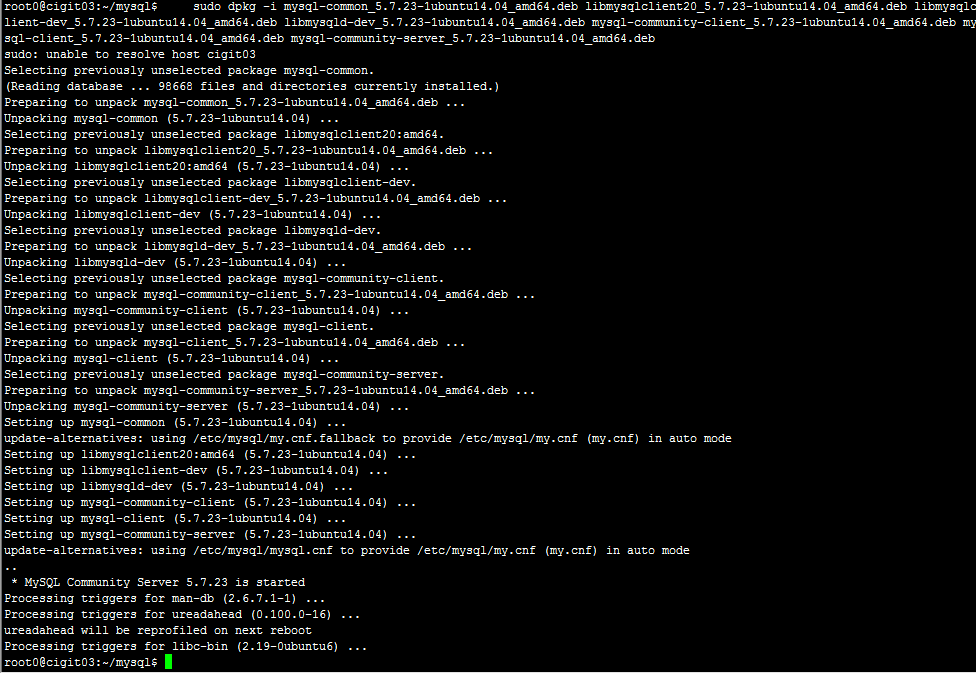 root0@cigit03:~/mysql$     sudo dpkg -i mysql-common_5.7.23-1ubuntu14.04_amd64.deb libmysqlclient20_5.7.23-1ubuntu14.04_amd64.deb libmysqlc
lient-dev_5.7.23-1ubuntu14.04_amd64.deb libmysqld-dev_5.7.23-1ubuntu14.04_amd64.deb mysql-community-client_5.7.23-1ubuntu14.04_amd64.deb my
sql-client_5.7.23-1ubuntu14.04_amd64.deb mysql-community-server_5.7.23-1ubuntu14.04_amd64.deb
sudo: unable to resolve host cigit03
Selecting previously unselected package mysql-common.
(Reading database ... 98668 files and directories currently installed.)
Preparing to unpack mysql-common_5.7.23-1ubuntu14.04_amd64.deb ...
Unpacking mysql-common (5.7.23-1ubuntu14.04) ...
Selecting previously unselected package libmysqlclient20:amd64.
Preparing to unpack libmysqlclient20_5.7.23-1ubuntu14.04_amd64.deb ...
Unpacking libmysqlclient20:amd64 (5.7.23-1ubuntu14.04) ...
Selecting previously unselected package libmysqlclient-dev.
Preparing to unpack libmysqlclient-dev_5.7.23-1ubuntu14.04_amd64.deb ...
Unpacking libmysqlclient-dev (5.7.23-1ubuntu14.04) ...
Selecting previously unselected package libmysqld-dev.
Preparing to unpack libmysqld-dev_5.7.23-1ubuntu14.04_amd64.deb ...
Unpacking libmysqld-dev (5.7.23-1ubuntu14.04) ...
Selecting previously unselected package mysql-community-client.
Preparing to unpack mysql-community-client_5.7.23-1ubuntu14.04_amd64.deb ...
Unpacking mysql-community-client (5.7.23-1ubuntu14.04) ...
Selecting previously unselected package mysql-client.
Preparing to unpack mysql-client_5.7.23-1ubuntu14.04_amd64.deb ...
Unpacking mysql-client (5.7.23-1ubuntu14.04) ...
Selecting previously unselected package mysql-community-server.
Preparing to unpack mysql-community-server_5.7.23-1ubuntu14.04_amd64.deb ...
Unpacking mysql-community-server (5.7.23-1ubuntu14.04) ...
Setting up mysql-common (5.7.23-1ubuntu14.04) ...
update-alternatives: using /etc/mysql/my.cnf.fallback to provide /etc/mysql/my.cnf (my.cnf) in auto mode
Setting up libmysqlclient20:amd64 (5.7.23-1ubuntu14.04) ...
Setting up libmysqlclient-dev (5.7.23-1ubuntu14.04) ...
Setting up libmysqld-dev (5.7.23-1ubuntu14.04) ...
Setting up mysql-community-client (5.7.23-1ubuntu14.04) ...
Setting up mysql-client (5.7.23-1ubuntu14.04) ...
Setting up mysql-community-server (5.7.23-1ubuntu14.04) ...
update-alternatives: using /etc/mysql/mysql.cnf to provide /etc/mysql/my.cnf (my.cnf) in auto mode
..
 * MySQL Community Server 5.7.23 is started
Processing triggers for man-db (2.6.7.1-1) ...
Processing triggers for ureadahead (0.100.0-16) ...
ureadahead will be reprofiled on next reboot
Processing triggers for libc-bin (2.19-0ubuntu6) ...
root0@cigit03:~/mysql$